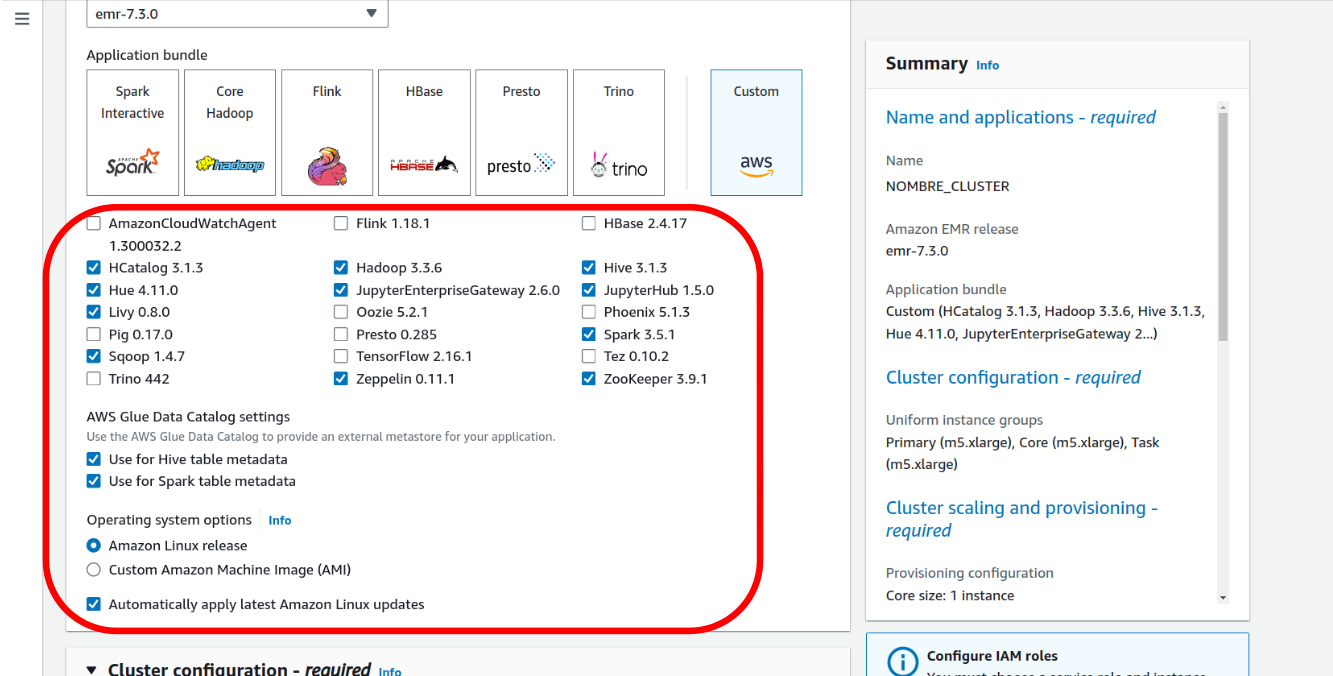 emr-7.3.0
Application bundle
Spark
Interactive
APACHE
Spark
Core
Hadoop
hadoop
Flink
HBase
APACHE
HBASE
Presto
presto
Trino
trino
Custom
aws
AmazonCloudWatchAgent
1.300032.2
Flink 1.18.1
HBase 2.4.17
HCatalog 3.1.3
Hadoop 3.3.6
Hive 3.1.3
Hue 4.11.0
JupyterEnterpriseGateway 2.6.0
JupyterHub 1.5.0
Livy 0.8.0
Oozie 5.2.1
Phoenix 5.1.3
Pig 0.17.0
Presto 0.285
Spark 3.5.1
Sqoop 1.4.7
TensorFlow 2.16.1
Tez 0.10.2
Trino 442
Zeppelin 0.11.1
ZooKeeper 3.9.1
AWS Glue Data Catalog settings
Use the AWS Glue Data Catalog to provide an external metastore for your application.
Use for Hive table metadata
Use for Spark table metadata
Operating system options Info
Amazon Linux release
Custom Amazon Machine Image (AMI)
Automatically apply latest Amazon Linux updates
Cluster configuration - required Info
Summary Info
Name and applications - required
Name
NOMBRE_CLUSTER
Amazon EMR release
emr-7.3.0
Application bundle
Custom (HCatalog 3.1.3, Hadoop 3.3.6, Hive 3.1.3,
Hue 4.11.0, JupyterEnterpriseGateway 2...)
Cluster configuration - required
Uniform instance groups
Primary (m5.xlarge), Core (m5.xlarge), Task
(m5.xlarge)
Cluster scaling and provisioning -
required
Provisioning configuration
Core size: 1 instance
Configure IAM roles
You must choose a service role and instance